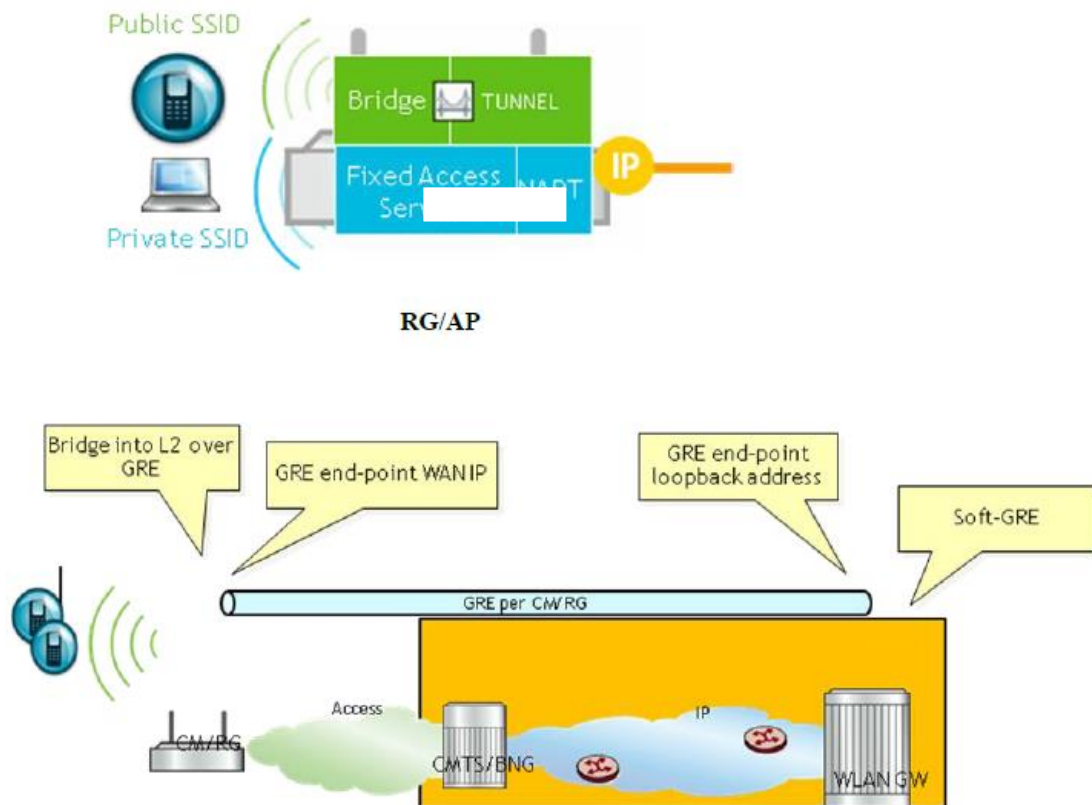 Public SSID
Bridge TUNNEL
IP
Fixed Access
Private SSID
RG/AP
Bridge into L2 over
GRE
GRE end-point WAN IP
GRE end-point
loopback address
Soft-GRE
GRE per CM/RG
Access
IP
CM/RG
CMTS/BNG
WLAN GW